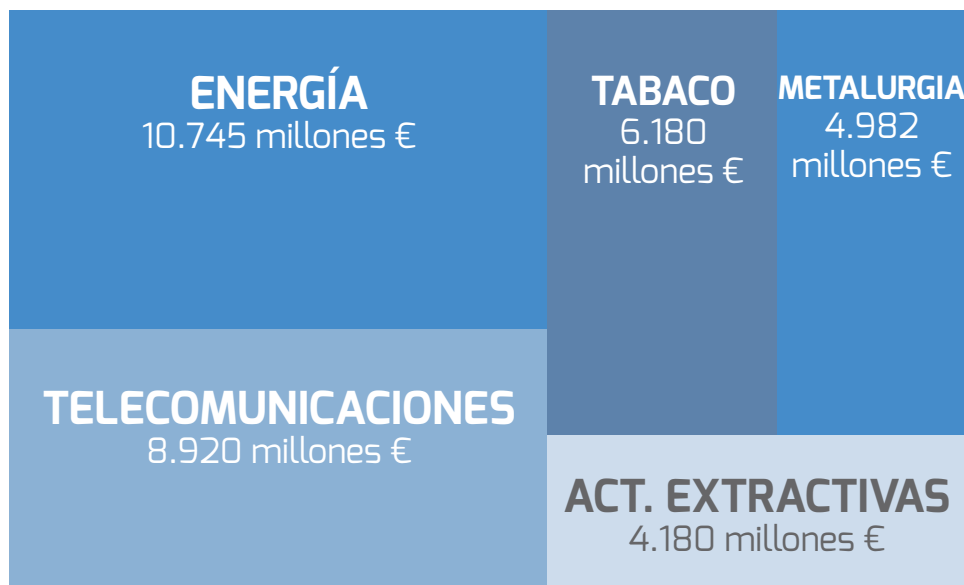 ENERGÍA
10.745 millones €
TABACO
6.180
millones €
METALURGIA
4.982
millones €
TELECOMUNICACIONES
8.920 millones €
ACT. EXTRACTIVAS
4.180 millones €